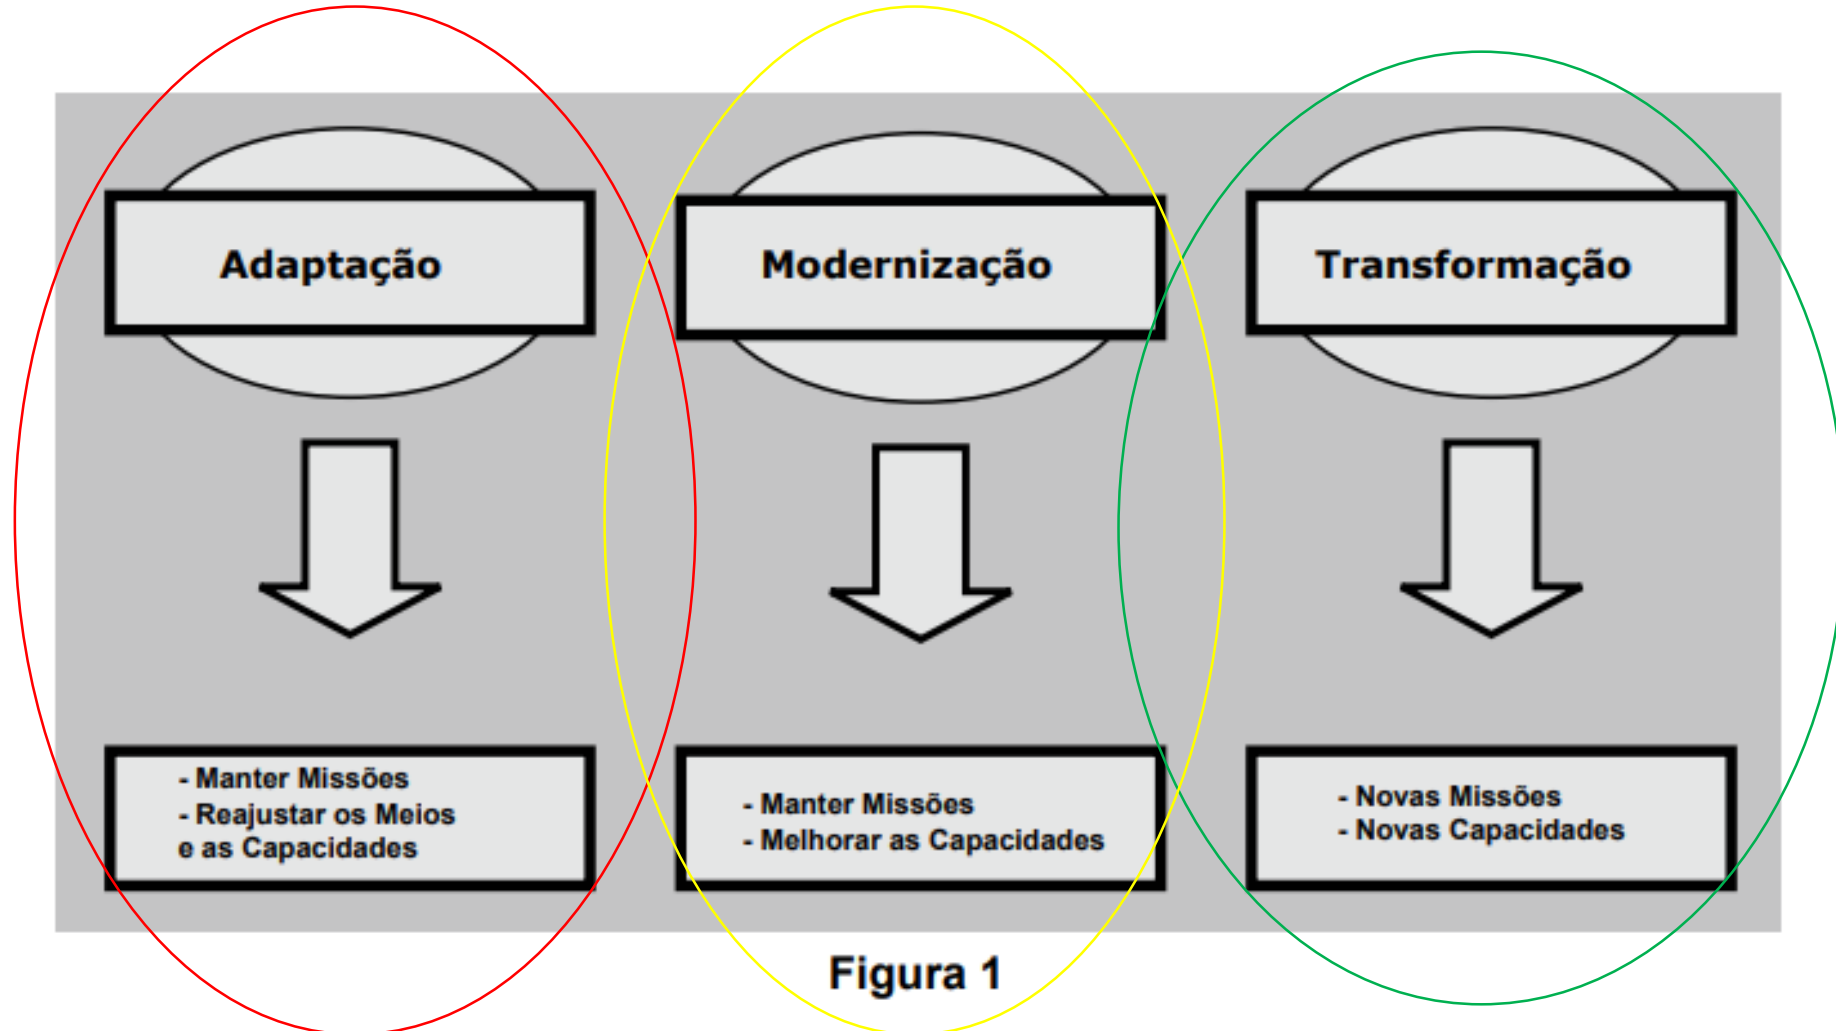 Adaptação
Modernização
Transformação
- Manter Missões
- Reajustar os Meios
e as Capacidades
- Manter Missões
- Melhorar as Capacidades
- Novas Missões
- Novas Capacidades
Figura 1